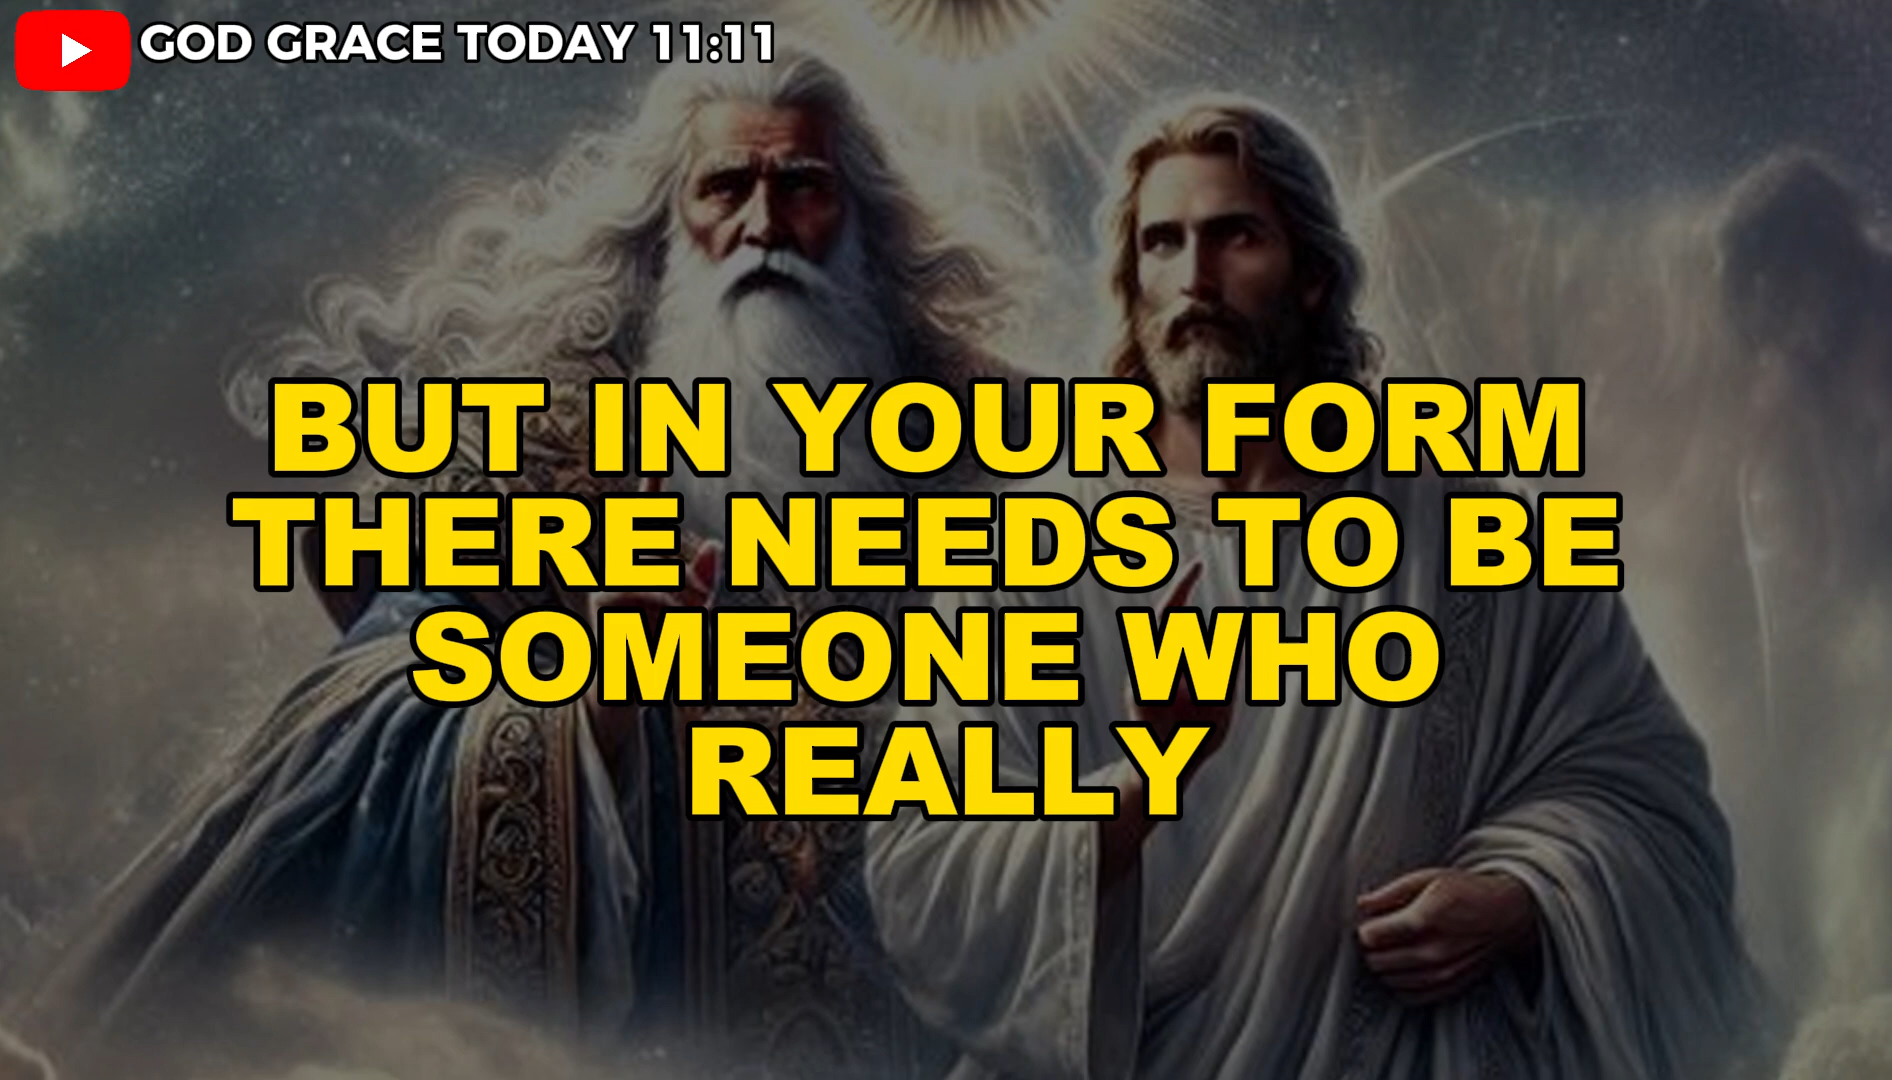 GOD GRACE TODAY 11:11
BUT IN YOUR FORM
THERE NEEDS TO BE
SOMEONE WHO
REALLY